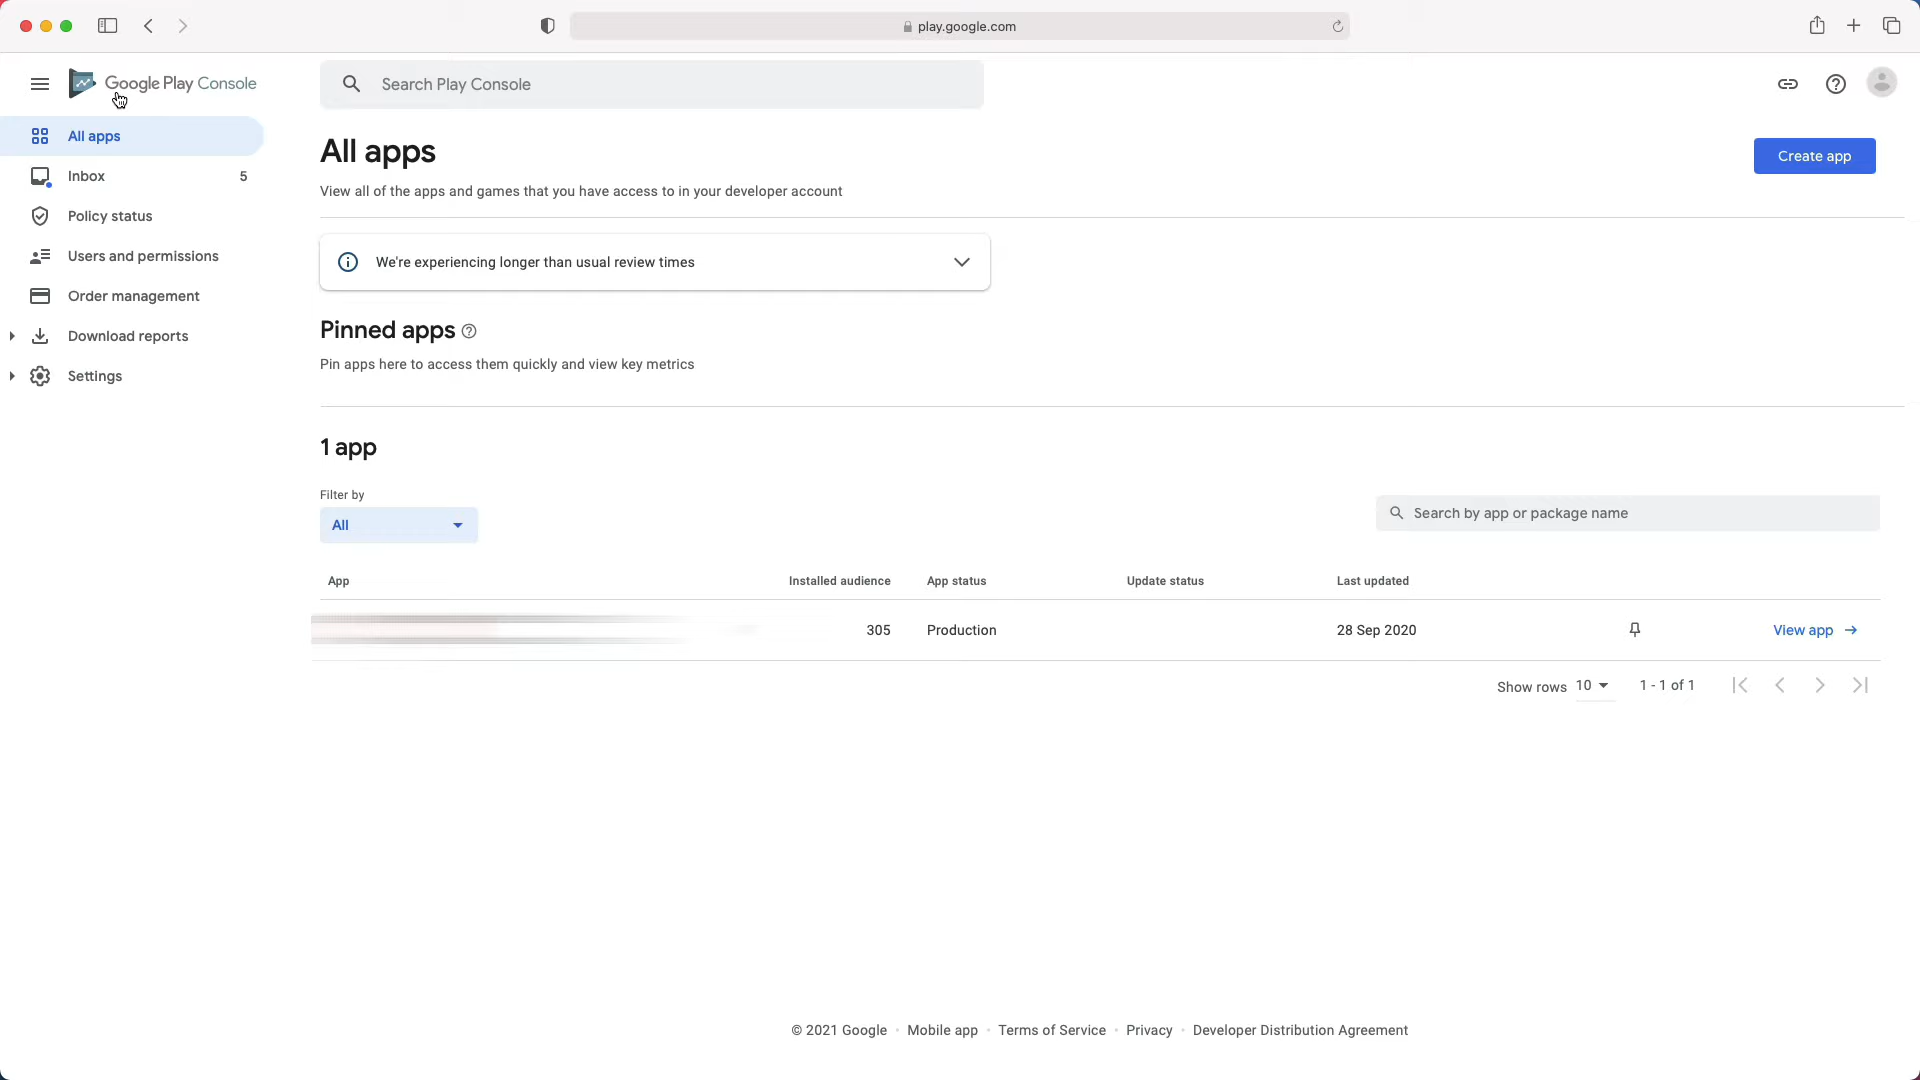 play.google.com
Google Play Console
Search Play Console
All apps
Inbox 5
Policy status
Users and permissions
Order management
Download reports
Settings
All apps
Create app
View all of the apps and games that you have access to in your developer account
We're experiencing longer than usual review times
Pinned apps
Pin apps here to access them quickly and view key metrics
1 app
Filter by
All
Search by app or package name
App Installed audience App status Update status Last updated
305 Production 28 Sep 2020 View app
Show rows 10 1 - 1 of 1
© 2021 Google · Mobile app · Terms of Service · Privacy · Developer Distribution Agreement